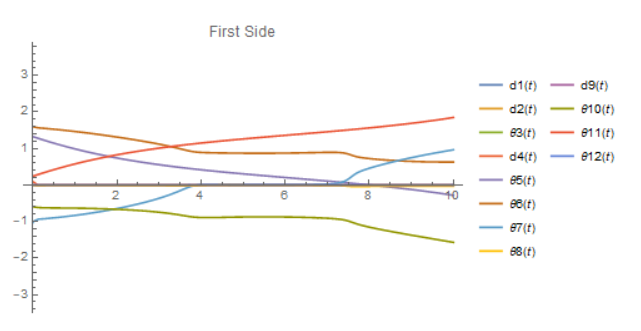 First Side
3
2
1
2
4
6
8
10
-1
-2
-3
d1(t)
d2(t)
θ3(t)
d4(t)
θ5(t)
θ6(t)
θ7(t)
θ8(t)
d9(t)
θ10(t)
θ11(t)
θ12(t)